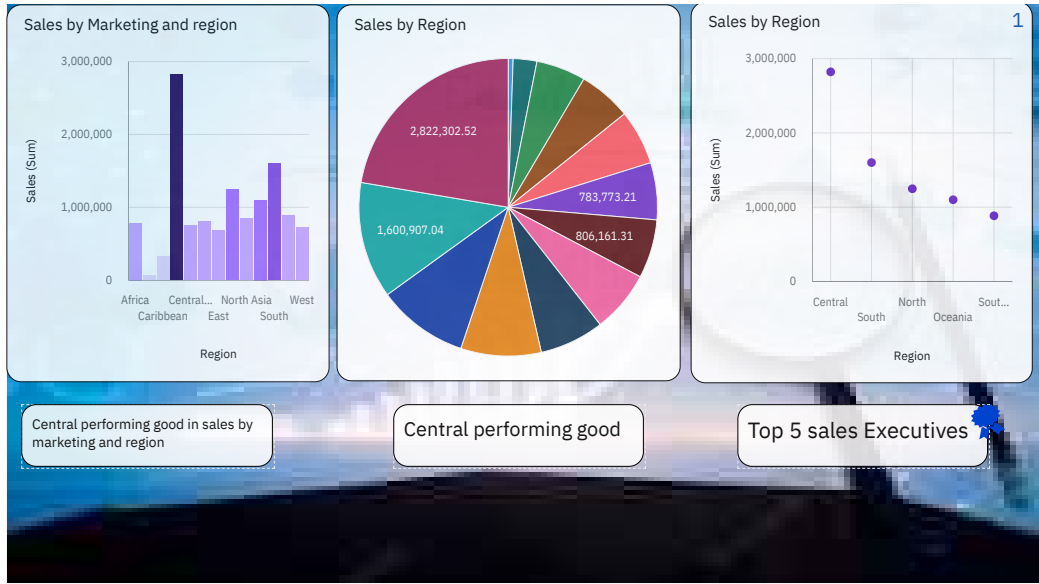 Sales by Marketing and region
3,000,000
2,000,000
1,000,000
0
Sales (Sum)
Africa
Central...
North Asia
West
Caribbean
East
South
Region
Sales by Region
2,822,302.52
1,600,907.04
783,773.21
806,161.31
Sales by Region
1
3,000,000
2,000,000
1,000,000
0
Sales (Sum)
Central
North
Sout...
South
Oceania
Region
Central performing good in sales by
marketing and region
Central performing good
Top 5 sales Executives